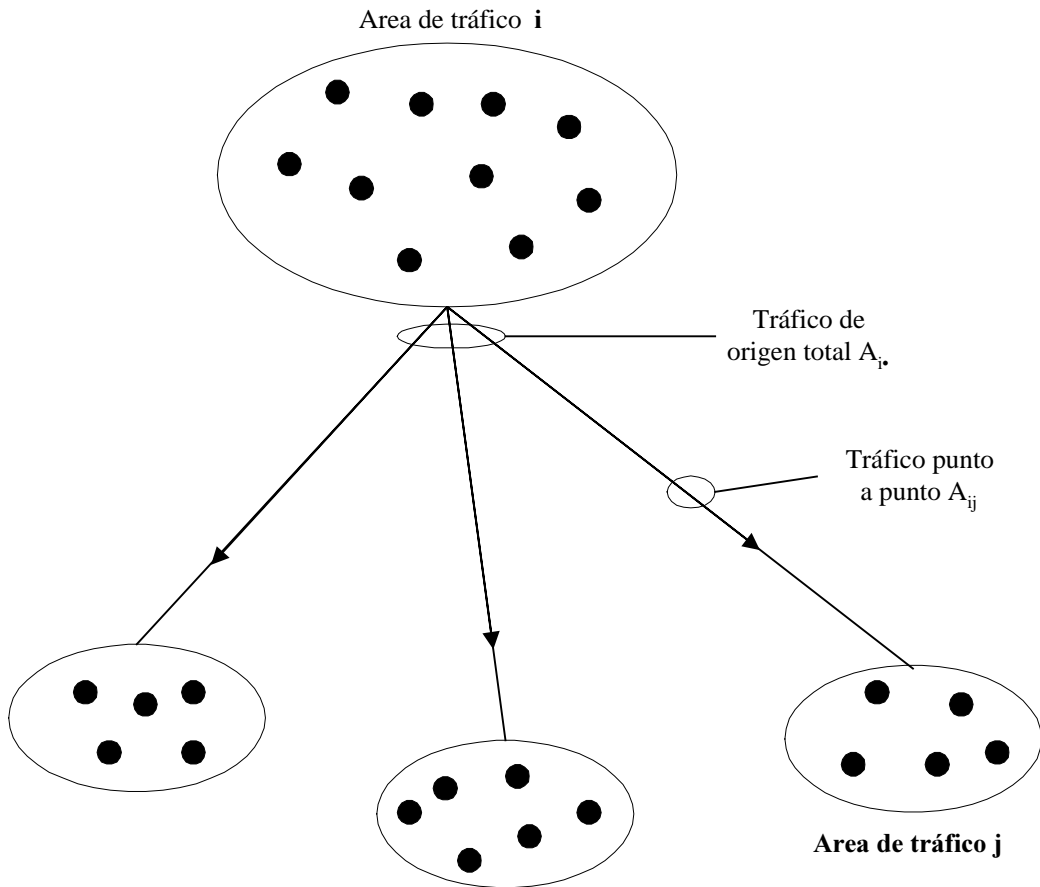 Area de tráfico i
Tráfico de
origen total Ai•
Tráfico punto
a punto Aij
Area de tráfico j